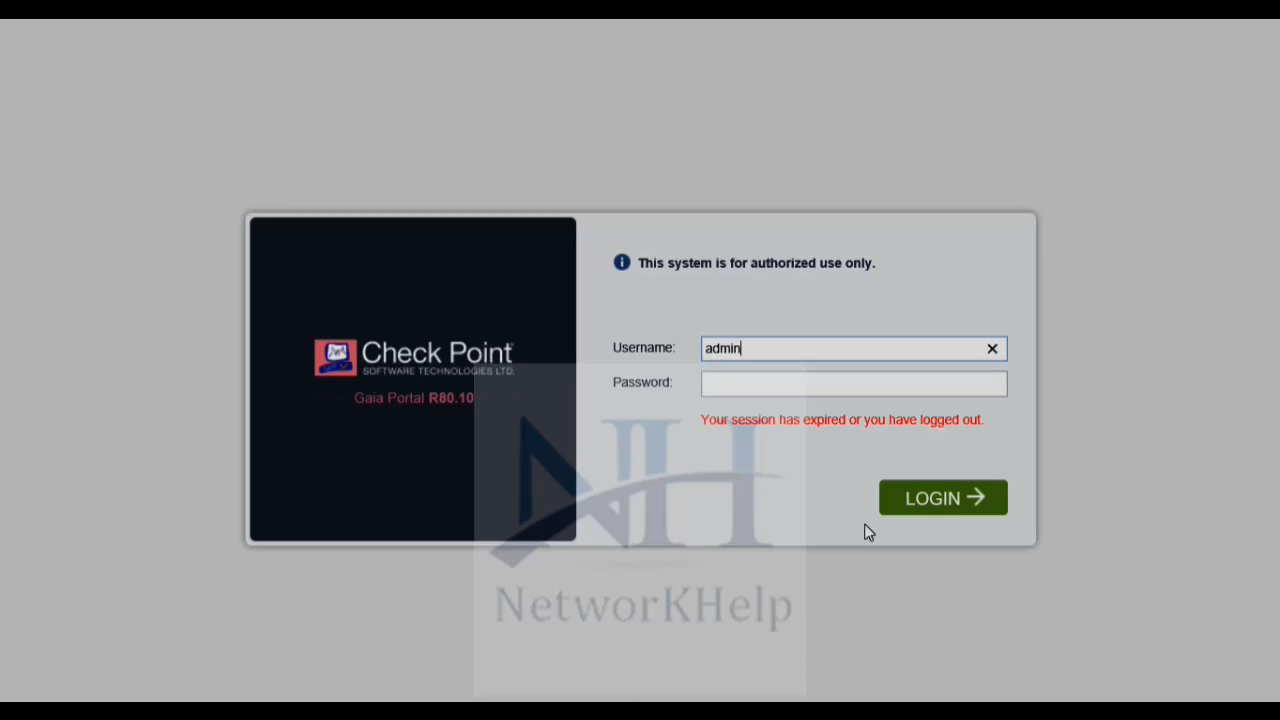 This system is for authorized use only.
Username: admin
Password:
Your session has expired or you have logged out.
LOGIN
Check Point
SOFTWARE TECHNOLOGIES LTD.
Gaia Portal R80.10
NH
NetworKHelp